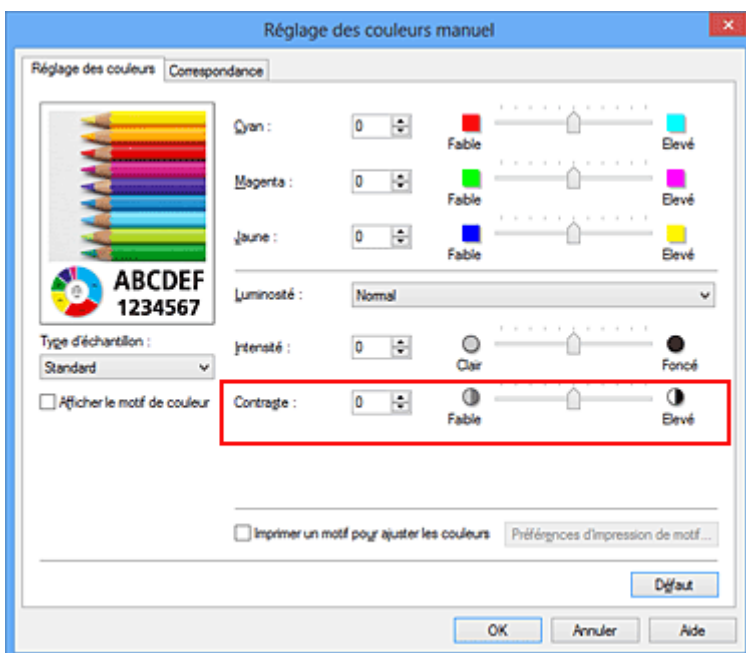 Réglage des couleurs manuel
Réglage des couleurs
Correspondance
ABCDEF
1234567
Type d'échantillon :
Standard
Afficher le motif de couleur
Cyan :
0
Faible
Elevé
Magenta :
0
Faible
Elevé
Jaune :
0
Faible
Elevé
Luminosité :
Normal
Intensité :
0
Clair
Foncé
Contraste :
0
Faible
Elevé
Imprimer un motif pour ajuster les couleurs
Préférences d'impression de motif...
Défaut
OK
Annuler
Aide